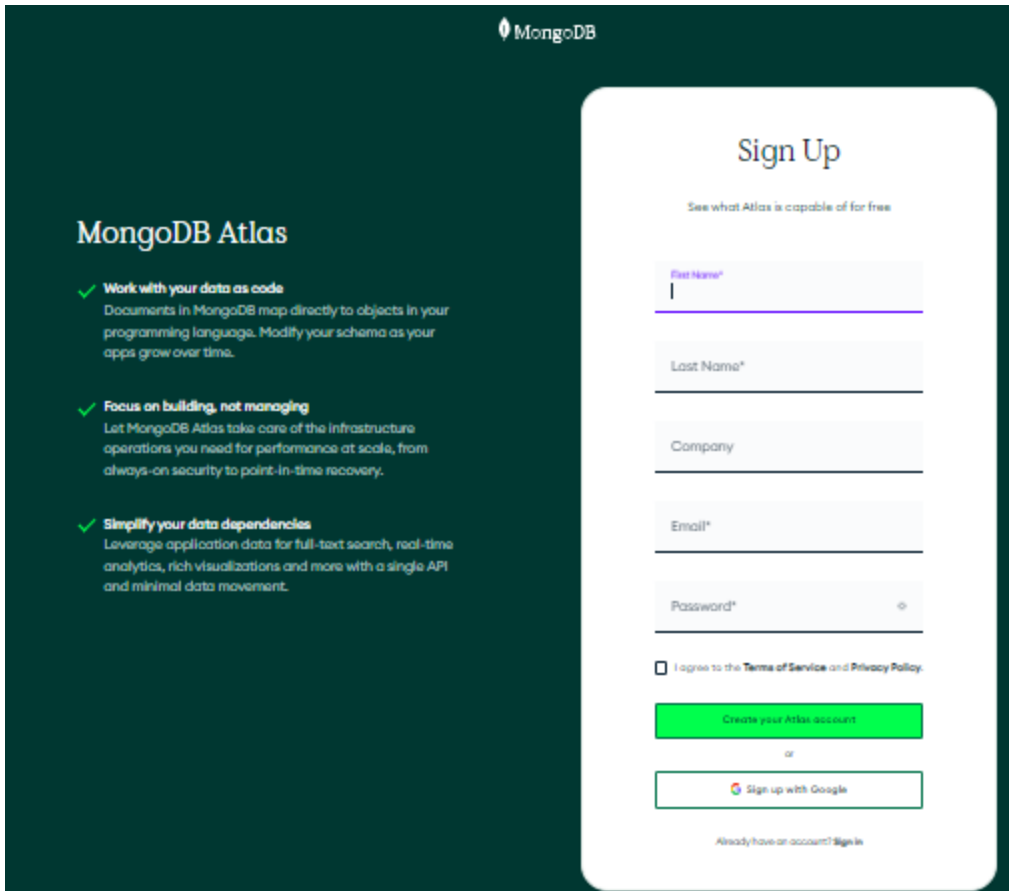 MongoDB
MongoDB Atlas
Work with your data as code
Documents in MongoDB map directly to objects in your
programming language. Modify your schema as your
apps grow over time.
Focus on building, not managing
Let MongoDB Atlas take care of the infrastructure
operations you need for performance at scale, from
always-on security to point-in-time recovery.
Simplify your data dependencies
Leverage application data for full-text search, real-time
analytics, rich visualizations and more with a single API
and minimal data movement.
Sign Up
See what Atlas is capable of for free
First Name*
Last Name*
Company
Email*
Password*
I agree to the Terms of Service and Privacy Policy.
Create your Atlas account
or
Sign up with Google
Already have an account? Sign in